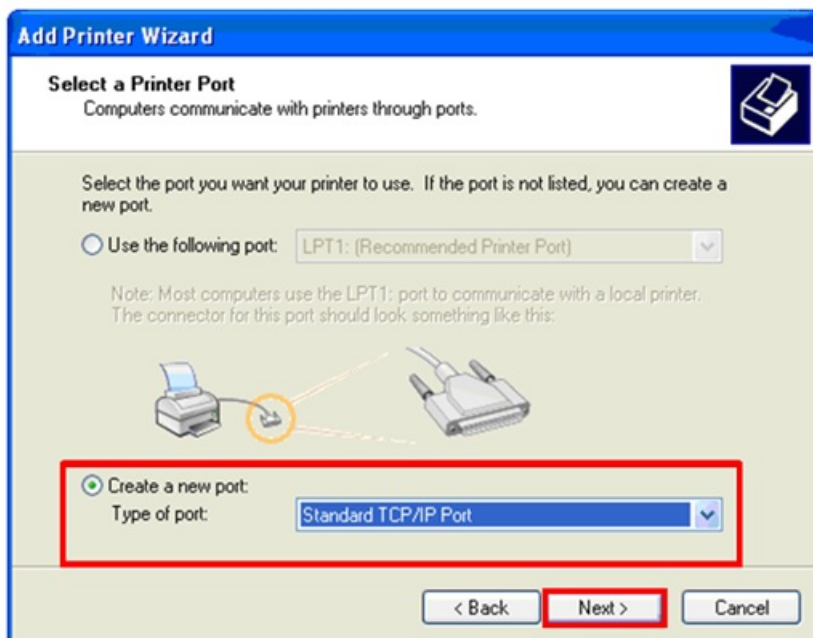 Add Printer Wizard
Select a Printer Port
Computers communicate with printers through ports.
Select the port you want your printer to use. If the port is not listed, you can create a
new port.
Use the following port: LPT1: (Recommended Printer Port)
Note: Most computers use the LPT1: port to communicate with a local printer.
The connector for this port should look something like this:
Create a new port:
Type of port: Standard TCP/IP Port
< Back Next > Cancel